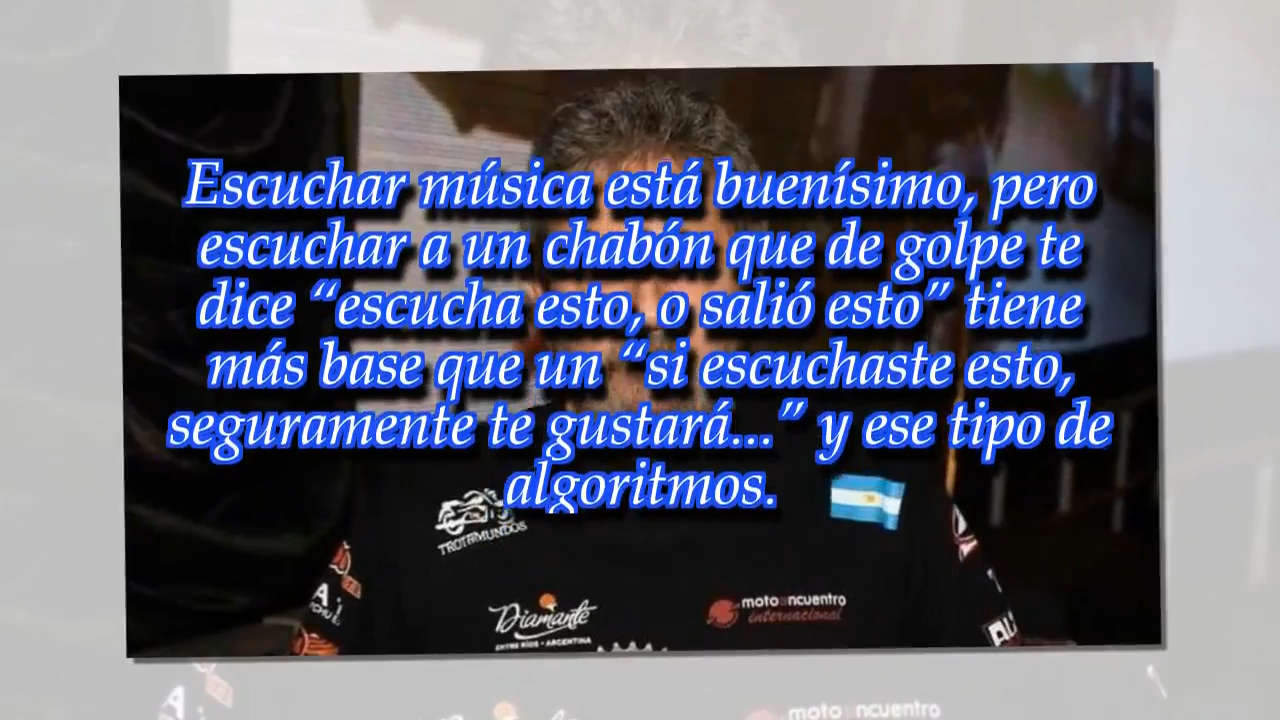 Escuchar música está buenísimo, pero
escuchar a un chabón que de golpe te
dice “escucha esto, o salió esto” tiene
más base que un “si escuchaste esto,
seguramente te gustará...” y ese tipo de
algoritmos.
TROTAMUNDOS
Diamante
ENTRE RÍOS • ARGENTINA
motoencuentro
internacional
motoencuentro